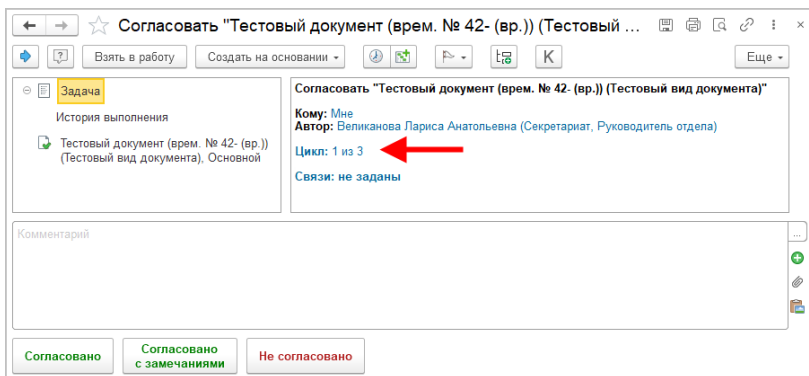 Согласовать "Тестовый документ (врем. № 42- (вр.)) (Тестовый ...
Взять в работу
Создать на основании
К
Еще
Задача
История выполнения
Тестовый документ (врем. № 42- (вр.))
(Тестовый вид документа), Основной
Согласовать "Тестовый документ (врем. № 42- (вр.)) (Тестовый вид документа)"
Кому: Мне
Автор: Великанова Лариса Анатольевна (Секретариат, Руководитель отдела)
Цикл: 1 из 3
Связи: не заданы
Комментарий
...
Согласовано
Согласовано
с замечаниями
Не согласовано